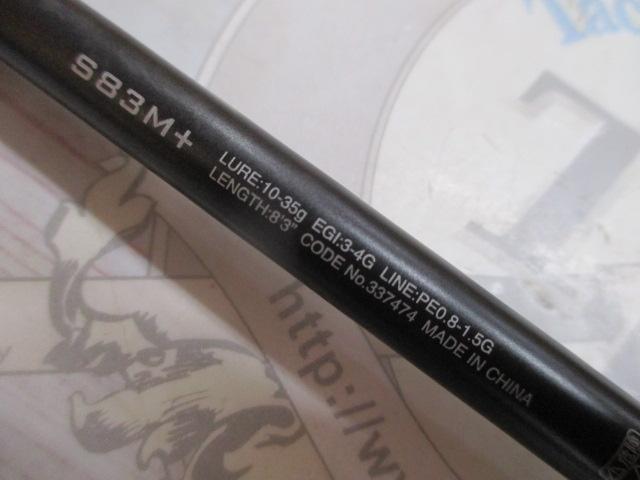 S83M+
LURE:10-35g EGI:3-4G LINE:PE0.8-1.5G
LENGTH:8'3" CODE No.337474 MADE IN CHINA
http://w